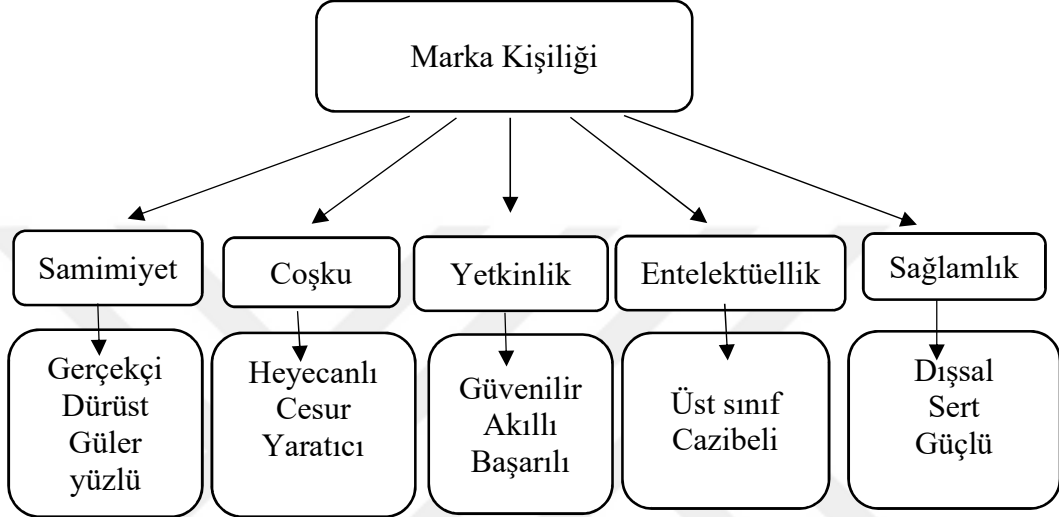 Marka Kişiliği
Samimiyet
Coşku
Yetkinlik
Entelektüellik
Sağlamlık
Gerçekçi
Dürüst
Güler
yüzlü
Heyecanlı
Cesur
Yaratıcı
Güvenilir
Akıllı
Başarılı
Üst sınıf
Cazibeli
Dışsal
Sert
Güçlü